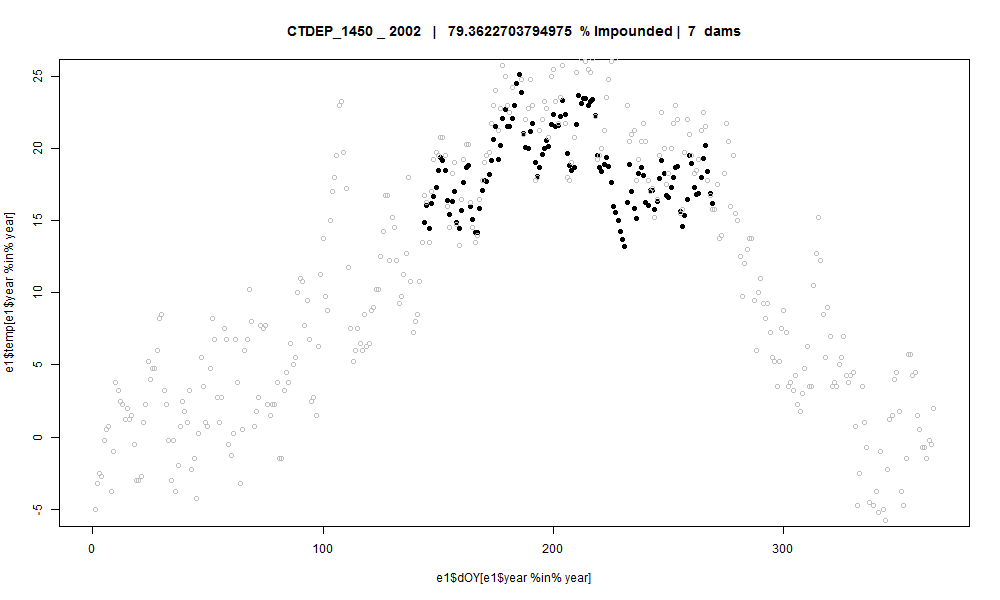 CTDEP_1450 _ 2002 | 79.3622703794975 % Impounded | 7 dams
25
20
15
10
5
0
-5
e1$temp[e1$year %in% year]
0 100 200 300
e1$dOY[e1$year %in% year]